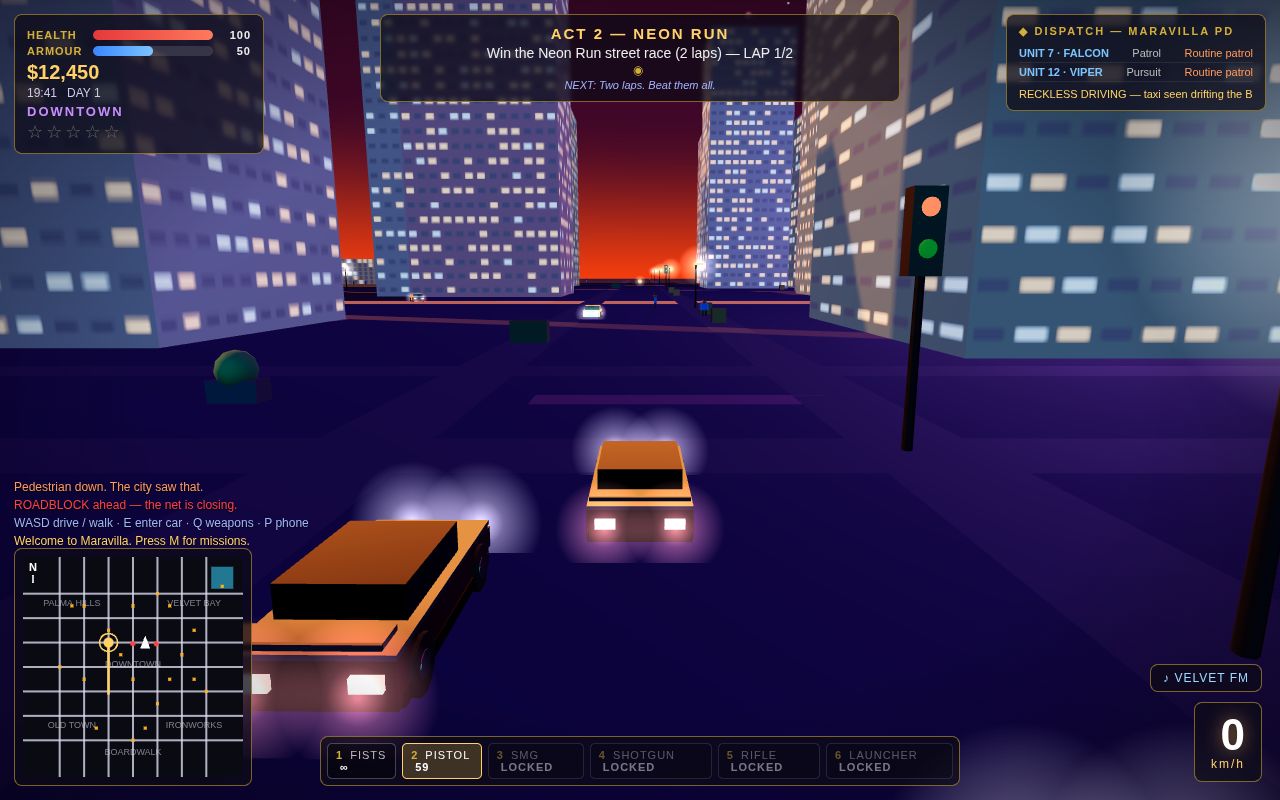 HEALTH 100
ARMOUR 50
$12,450
19:41 DAY 1
DOWNTOWN
ACT 2 — NEON RUN
Win the Neon Run street race (2 laps) — LAP 1/2
NEXT: Two laps. Beat them all.
DISPATCH — MARAVILLA PD
UNIT 7 · FALCON Patrol Routine patrol
UNIT 12 · VIPER Pursuit Routine patrol
RECKLESS DRIVING — taxi seen drifting the B
Pedestrian down. The city saw that.
ROADBLOCK ahead — the net is closing.
WASD drive / walk · E enter car · Q weapons · P phone
Welcome to Maravilla. Press M for missions.
N
PALMA HILLS VELVET BAY
DOWNTOWN
OLD TOWN IRONWORKS
BOARDWALK
1 FISTS
∞
2 PISTOL
59
3 SMG
LOCKED
4 SHOTGUN
LOCKED
5 RIFLE
LOCKED
6 LAUNCHER
LOCKED
♪ VELVET FM
0
km/h